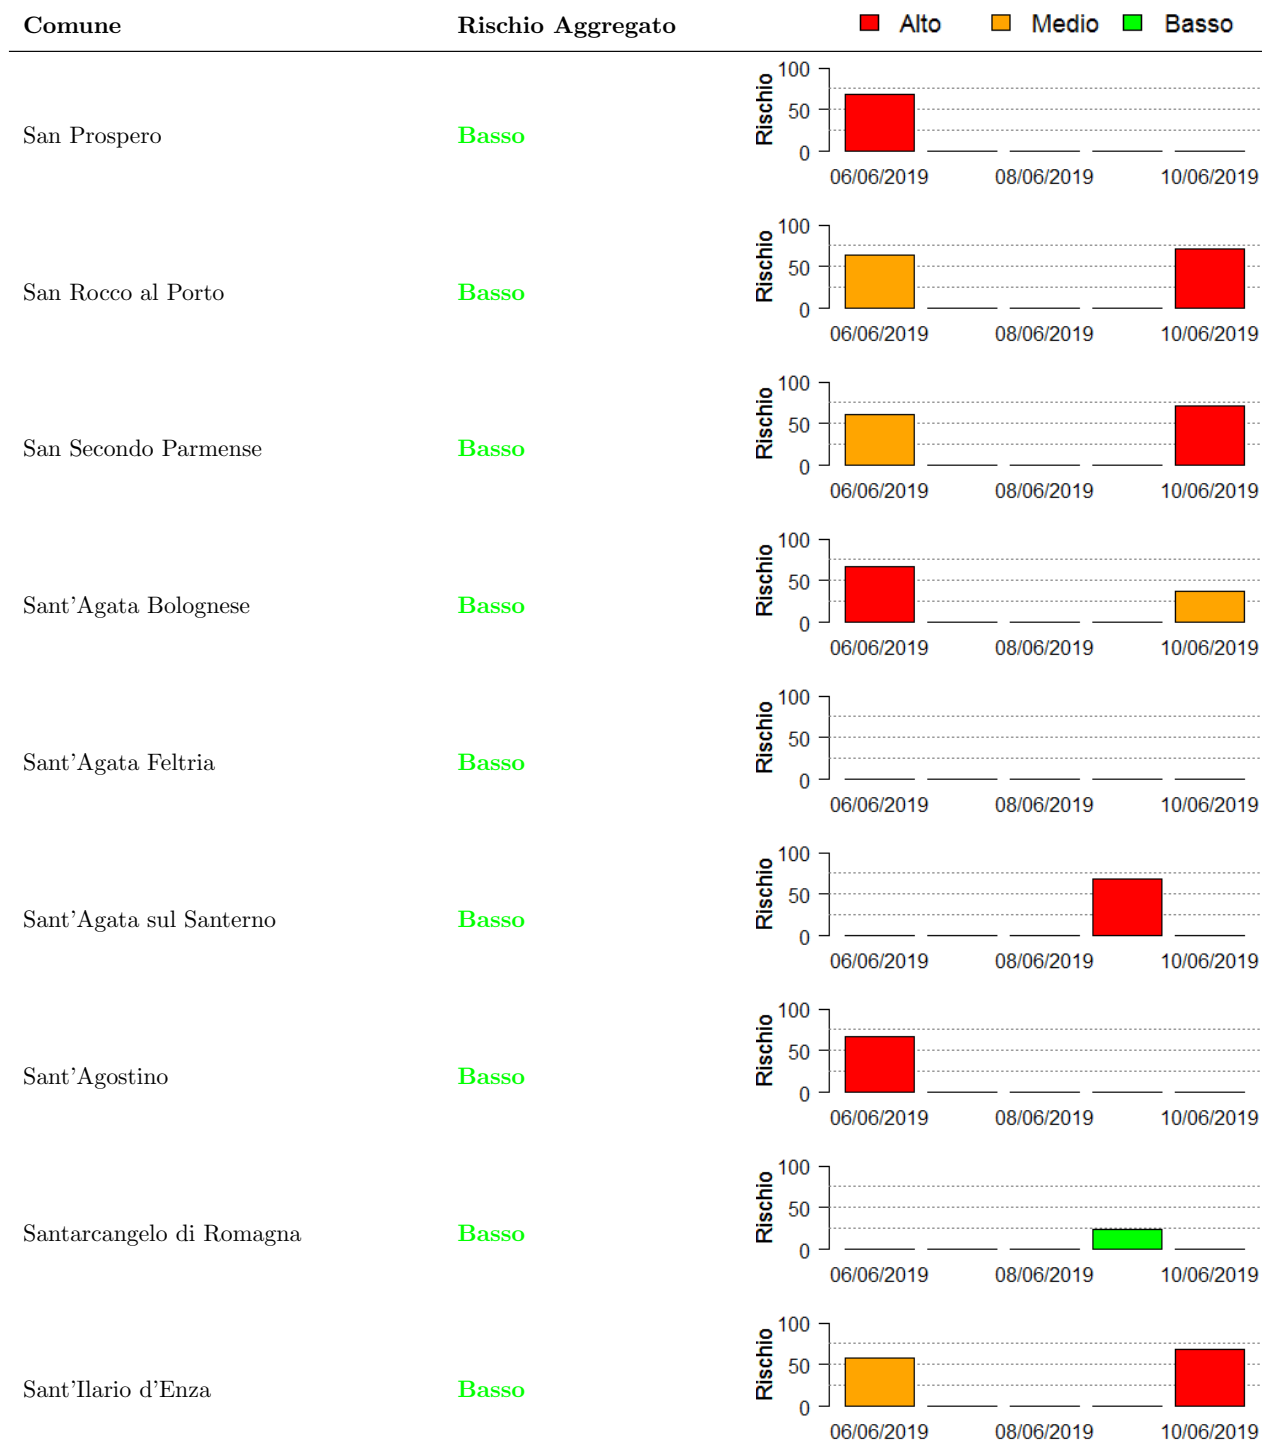 Comune Rischio Aggregato Alto Medio Basso
San Prospero Basso
Rischio
100
50
0
06/06/2019 08/06/2019 10/06/2019
San Rocco al Porto Basso
Rischio
100
50
0
06/06/2019 08/06/2019 10/06/2019
San Secondo Parmense Basso
Rischio
100
50
0
06/06/2019 08/06/2019 10/06/2019
Sant'Agata Bolognese Basso
Rischio
100
50
0
06/06/2019 08/06/2019 10/06/2019
Sant'Agata Feltria Basso
Rischio
100
50
0
06/06/2019 08/06/2019 10/06/2019
Sant'Agata sul Santerno Basso
Rischio
100
50
0
06/06/2019 08/06/2019 10/06/2019
Sant'Agostino Basso
Rischio
100
50
0
06/06/2019 08/06/2019 10/06/2019
Santarcangelo di Romagna Basso
Rischio
100
50
0
06/06/2019 08/06/2019 10/06/2019
Sant'Ilario d'Enza Basso
Rischio
100
50
0
06/06/2019 08/06/2019 10/06/2019